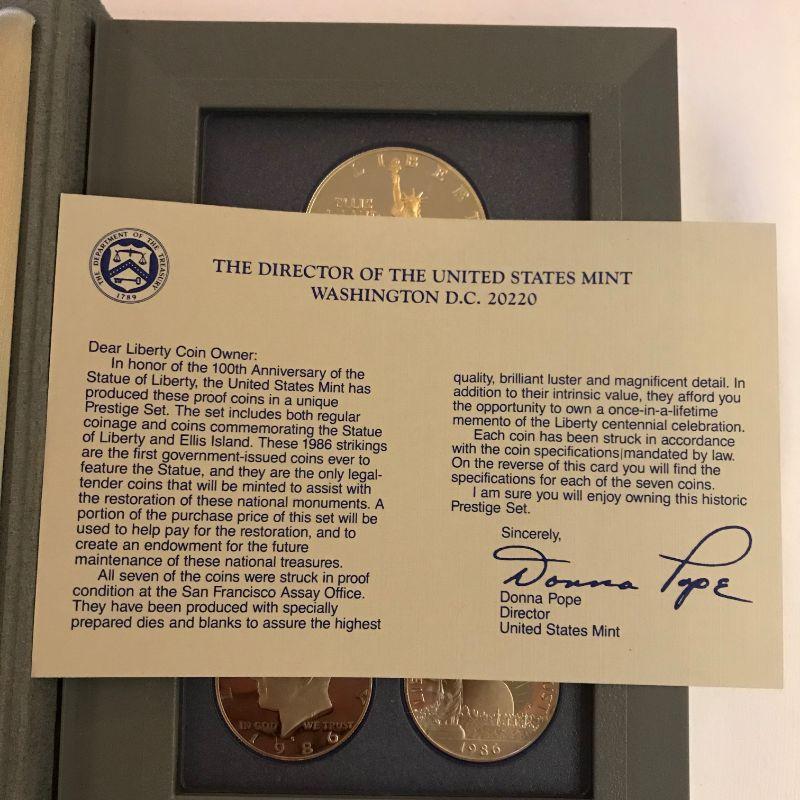 LIBERTY
ELLIS
THE DEPARTMENT OF THE TREASURY
1789
THE DIRECTOR OF THE UNITED STATES MINT
WASHINGTON D.C. 20220
Dear Liberty Coin Owner:
In honor of the 100th Anniversary of the
Statue of Liberty, the United States Mint has
produced these proof coins in a unique
Prestige Set. The set includes both regular
coinage and coins commemorating the Statue
of Liberty and Ellis Island. These 1986 strikings
are the first government-issued coins ever to
feature the Statue, and they are the only legal-
tender coins that will be minted to assist with
the restoration of these national monuments. A
portion of the purchase price of this set will be
used to help pay for the restoration, and to
create an endowment for the future
maintenance of these national treasures.
All seven of the coins were struck in proof
condition at the San Francisco Assay Office.
They have been produced with specially
prepared dies and blanks to assure the highest
quality, brilliant luster and magnificent detail. In
addition to their intrinsic value, they afford you
the opportunity to own a once-in-a-lifetime
memento of the Liberty centennial celebration.
Each coin has been struck in accordance
with the coin specifications mandated by law.
On the reverse of this card you will find the
specifications for each of the seven coins.
I am sure you will enjoy owning this historic
Prestige Set.
Sincerely,
Donna Pope
Donna Pope
Director
United States Mint
IN GOD WE TRUST
1986
1986